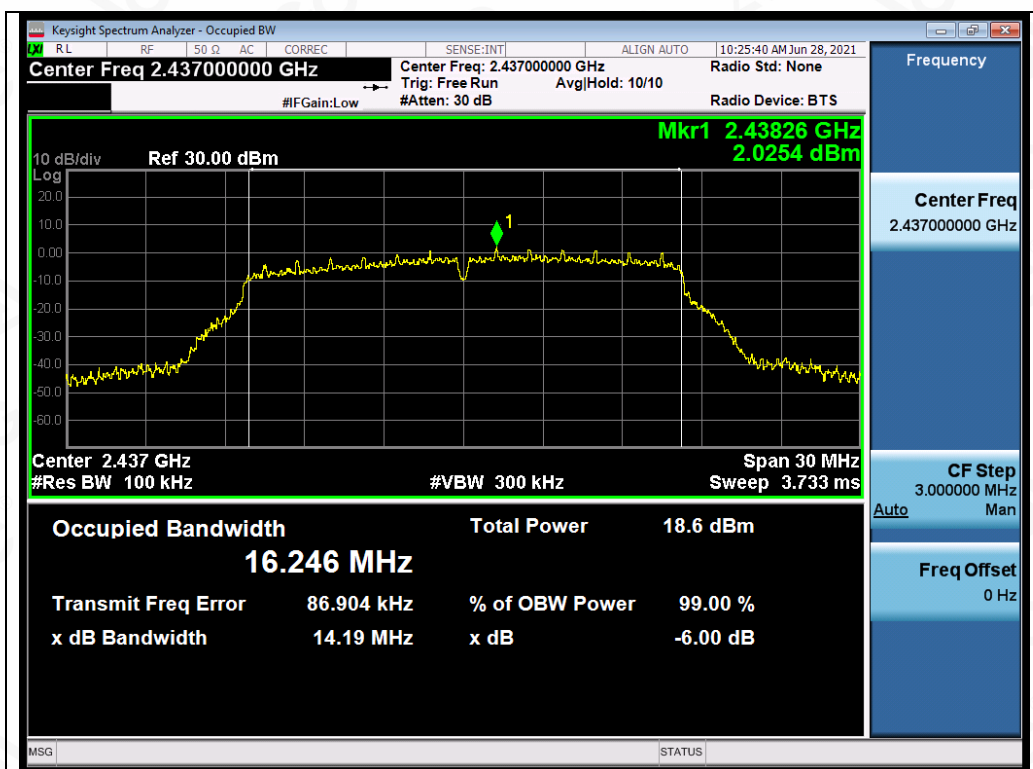 Keysight Spectrum Analyzer - Occupied BW
LXI RL RF 50 Ω AC CORREC SENSE:INT ALIGN AUTO 10:25:40 AM Jun 28, 2021
Center Freq 2.437000000 GHz Center Freq: 2.437000000 GHz Radio Std: None
Trig: Free Run Avg|Hold: 10/10
#IFGain:Low #Atten: 30 dB Radio Device: BTS
Frequency
Mkr1 2.43826 GHz
2.0254 dBm
10 dB/div Ref 30.00 dBm
Log
20.0
10.0
0.00
-10.0
-20.0
-30.0
-40.0
-50.0
-60.0
1
Center 2.437 GHz Span 30 MHz
#Res BW 100 kHz #VBW 300 kHz Sweep 3.733 ms
Occupied Bandwidth Total Power 18.6 dBm
16.246 MHz
Transmit Freq Error 86.904 kHz % of OBW Power 99.00 %
x dB Bandwidth 14.19 MHz x dB -6.00 dB
Center Freq
2.437000000 GHz
CF Step
3.000000 MHz
Auto Man
Freq Offset
0 Hz
MSG STATUS